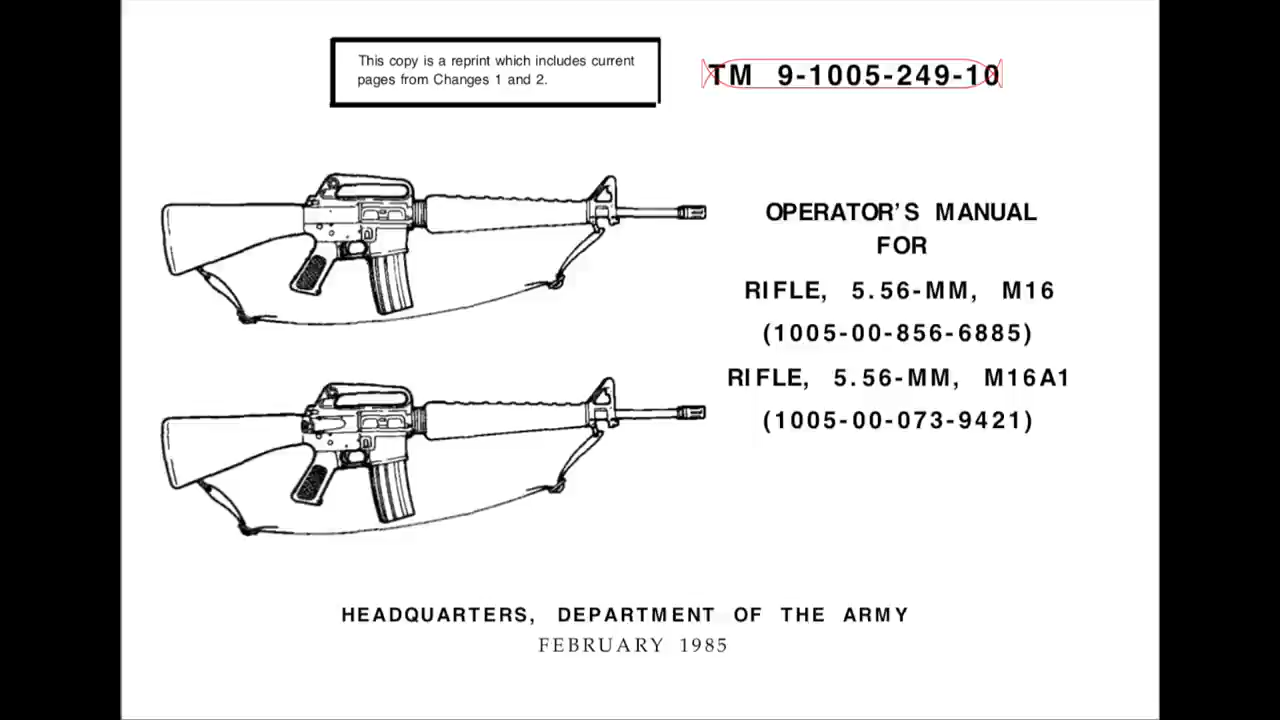 This copy is a reprint which includes current
pages from Changes 1 and 2.
TM 9-1005-249-10
OPERATOR'S MANUAL
FOR
RIFLE, 5.56-MM, M16
(1005-00-856-6885)
RIFLE, 5.56-MM, M16A1
(1005-00-073-9421)
HEADQUARTERS, DEPARTMENT OF THE ARMY
FEBRUARY 1985